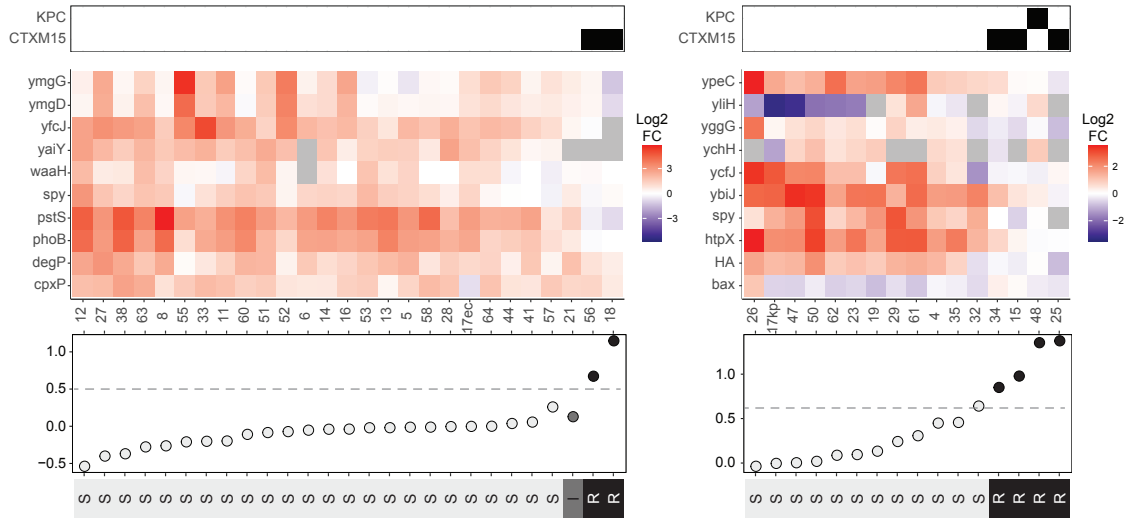 KPC
CTXM15
ymgG
ymgD
yfcJ
yaiY
waaH
spy
pstS
phoB
degP
cpxP
Log2
FC
3
0
−3
12 27 38 63 8 55 33 11 60 51 52 6 14 16 53 13 5 58 28 17ec 64 44 41 57 21 56 18
1.0
0.5
0.0
−0.5
S S S S S S S S S S S S S S S S S S S S S S S S I R R
KPC
CTXM15
ypeC
yliH
yggG
ychH
ycfJ
ybiJ
spy
htpX
HA
bax
Log2
FC
2
0
−2
26 17kp 47 50 62 23 19 29 61 4 35 32 34 15 48 25
1.0
0.5
0.0
S S S S S S S S S S S S R R R R